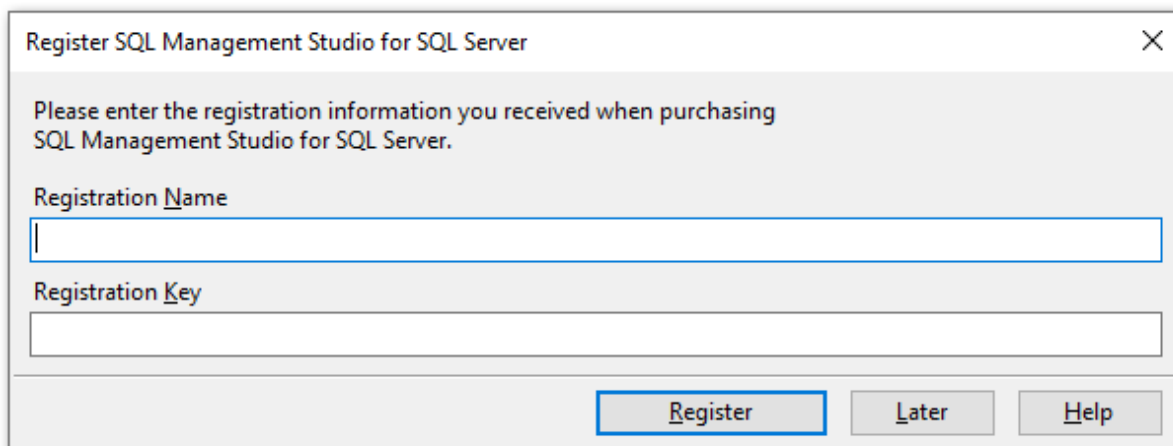 Register SQL Management Studio for SQL Server
Please enter the registration information you received when purchasing
SQL Management Studio for SQL Server.
Registration Name
Registration Key
Register Later Help